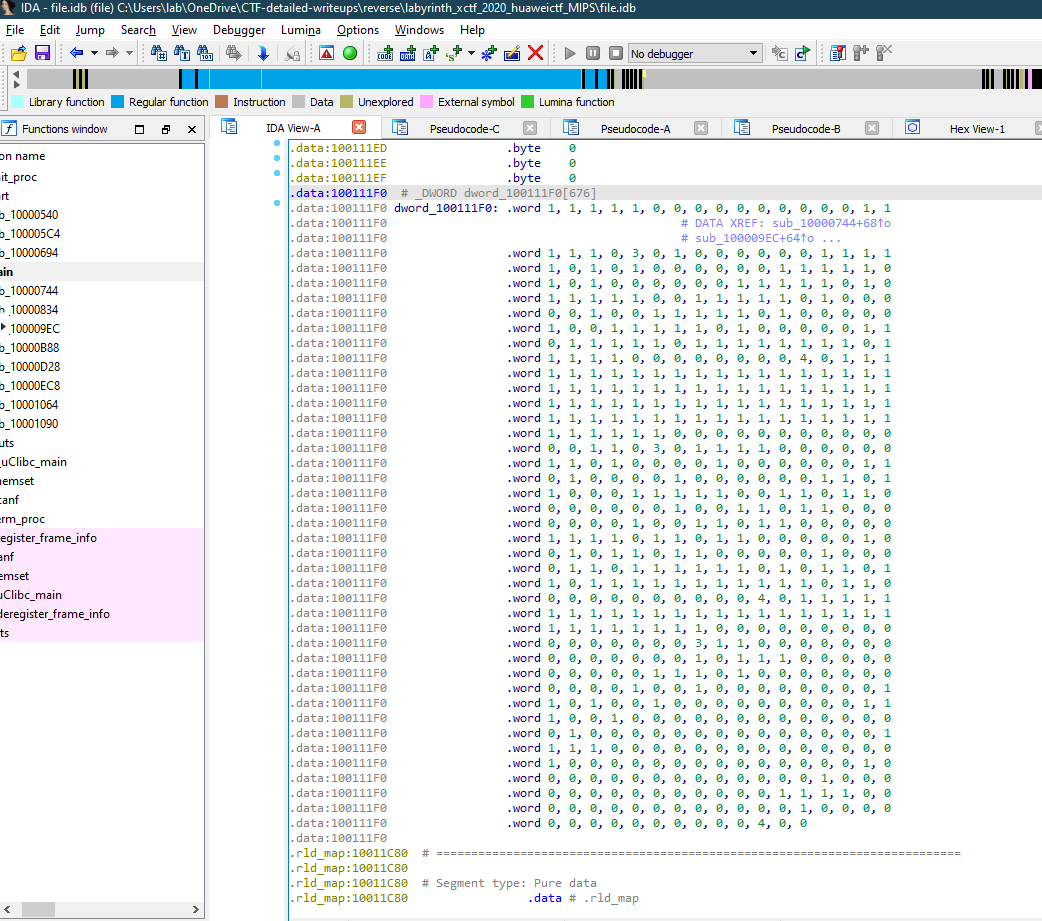 IDA - file.idb (file) C:\Users\lab\OneDrive\CTF-detailed-writeups\reverse\labyrinth_xctf_2020_huaweictf_MIPS\file.idb
File Edit Jump Search View Debugger Lumina Options Windows Help
No debugger
Library function Regular function Instruction Data Unexplored External symbol Lumina function
Functions window
IDA View-A Pseudocode-C Pseudocode-A Pseudocode-B Hex View-1
on name
it_proc
rt
b_10000540
b_100005C4
b_10000694
ain
b_10000744
b_10000834
_100009EC
b_10000B88
b_10000D28
b_10000EC8
b_10001064
b_10001090
uts
_uClibc_main
emset
canf
erm_proc
egister_frame_info
anf
emset
uClibc_main
deregister_frame_info
ts
.data:100111ED .byte 0
.data:100111EE .byte 0
.data:100111EF .byte 0
.data:100111F0 # _DWORD dword_100111F0[676]
.data:100111F0 dword_100111F0: .word 1, 1, 1, 1, 1, 0, 0, 0, 0, 0, 0, 0, 0, 0, 0, 1, 1
.data:100111F0 # DATA XREF: sub_10000744+68↑o
.data:100111F0 # sub_100009EC+64↑o ...
.data:100111F0 .word 1, 1, 1, 0, 3, 0, 1, 0, 0, 0, 0, 0, 0, 1, 1, 1, 1
.data:100111F0 .word 1, 0, 1, 0, 1, 0, 0, 0, 0, 0, 0, 1, 1, 1, 1, 1, 0
.data:100111F0 .word 1, 0, 1, 1, 1, 0, 0, 0, 0, 1, 1, 1, 1, 1, 0, 1, 0
.data:100111F0 .word 1, 1, 1, 1, 1, 0, 0, 1, 1, 1, 1, 1, 0, 1, 0, 0, 0
.data:100111F0 .word 0, 0, 1, 0, 0, 1, 1, 1, 1, 1, 0, 1, 0, 0, 0, 0, 0
.data:100111F0 .word 1, 0, 0, 1, 1, 1, 1, 1, 0, 1, 0, 0, 0, 0, 0, 1, 1
.data:100111F0 .word 0, 1, 1, 1, 1, 1, 0, 1, 1, 1, 1, 1, 1, 1, 1, 0, 1
.data:100111F0 .word 1, 1, 1, 1, 0, 0, 0, 0, 0, 0, 0, 0, 4, 0, 1, 1, 1
.data:100111F0 .word 1, 1, 1, 1, 1, 1, 1, 1, 1, 1, 1, 1, 1, 1, 1, 1, 1
.data:100111F0 .word 1, 1, 1, 1, 1, 1, 1, 1, 1, 1, 1, 1, 1, 1, 1, 1, 1
.data:100111F0 .word 1, 1, 1, 1, 1, 1, 1, 1, 1, 1, 1, 1, 1, 1, 1, 1, 1
.data:100111F0 .word 1, 1, 1, 1, 1, 1, 1, 1, 1, 1, 1, 1, 1, 1, 1, 1, 1
.data:100111F0 .word 1, 1, 1, 1, 1, 1, 0, 0, 0, 0, 0, 0, 0, 0, 0, 0, 0
.data:100111F0 .word 0, 0, 1, 1, 0, 3, 0, 1, 1, 1, 1, 0, 0, 0, 0, 0, 0
.data:100111F0 .word 1, 1, 1, 0, 1, 0, 0, 0, 0, 1, 0, 0, 0, 0, 0, 1, 1
.data:100111F0 .word 0, 1, 0, 0, 0, 0, 1, 0, 1, 0, 0, 0, 0, 1, 1, 0, 1
.data:100111F0 .word 1, 0, 0, 0, 1, 1, 1, 1, 1, 0, 0, 1, 1, 0, 1, 1, 0
.data:100111F0 .word 0, 0, 0, 0, 1, 0, 0, 0, 0, 1, 1, 0, 1, 1, 0, 0, 0
.data:100111F0 .word 0, 0, 0, 0, 1, 0, 0, 1, 1, 0, 1, 1, 0, 0, 0, 0, 0
.data:100111F0 .word 1, 1, 1, 1, 1, 0, 1, 1, 0, 1, 1, 0, 0, 0, 0, 1, 0
.data:100111F0 .word 0, 1, 0, 1, 1, 0, 1, 1, 0, 0, 0, 0, 0, 1, 0, 0, 0
.data:100111F0 .word 0, 1, 1, 0, 1, 1, 1, 1, 1, 1, 1, 0, 1, 0, 1, 0, 1
.data:100111F0 .word 1, 0, 1, 1, 1, 1, 1, 1, 1, 1, 1, 1, 1, 0, 1, 1, 0
.data:100111F0 .word 0, 0, 0, 0, 0, 0, 0, 0, 0, 0, 4, 0, 1, 1, 1, 1, 1
.data:100111F0 .word 1, 1, 1, 1, 1, 1, 1, 1, 1, 1, 1, 1, 1, 1, 1, 1, 1
.data:100111F0 .word 1, 1, 1, 1, 1, 1, 1, 1, 0, 0, 0, 0, 0, 0, 0, 0, 0
.data:100111F0 .word 0, 0, 0, 0, 0, 0, 0, 3, 1, 1, 0, 0, 0, 0, 0, 0, 0
.data:100111F0 .word 0, 0, 0, 0, 0, 0, 0, 1, 0, 1, 1, 1, 0, 0, 0, 0, 0
.data:100111F0 .word 0, 0, 0, 0, 0, 1, 1, 1, 0, 1, 0, 0, 0, 0, 0, 0, 0
.data:100111F0 .word 0, 0, 0, 0, 1, 0, 0, 1, 0, 0, 0, 0, 0, 0, 0, 0, 1
.data:100111F0 .word 1, 0, 1, 0, 0, 1, 0, 0, 0, 0, 0, 0, 0, 0, 0, 1, 1
.data:100111F0 .word 1, 0, 0, 1, 0, 0, 0, 0, 0, 0, 0, 0, 0, 0, 0, 0, 0
.data:100111F0 .word 0, 1, 0, 0, 0, 0, 0, 0, 0, 0, 0, 0, 0, 0, 0, 0, 1
.data:100111F0 .word 1, 1, 1, 0, 0, 0, 0, 0, 0, 0, 0, 0, 0, 0, 0, 0, 0
.data:100111F0 .word 1, 0, 0, 0, 0, 0, 0, 0, 0, 0, 0, 0, 0, 0, 0, 1, 0
.data:100111F0 .word 0, 0, 0, 0, 0, 0, 0, 0, 0, 0, 0, 0, 0, 1, 0, 0, 0
.data:100111F0 .word 0, 0, 0, 0, 0, 0, 0, 0, 0, 0, 0, 1, 1, 1, 1, 0, 0
.data:100111F0 .word 0, 0, 0, 0, 0, 0, 0, 0, 0, 0, 0, 0, 1, 0, 0, 0, 0
.data:100111F0 .word 0, 0, 0, 0, 0, 0, 0, 0, 0, 0, 4, 0, 0
.data:100111F0
.rld_map:10011C80 # ===========================================================================
.rld_map:10011C80
.rld_map:10011C80 # Segment type: Pure data
.rld_map:10011C80 .data # .rld_map